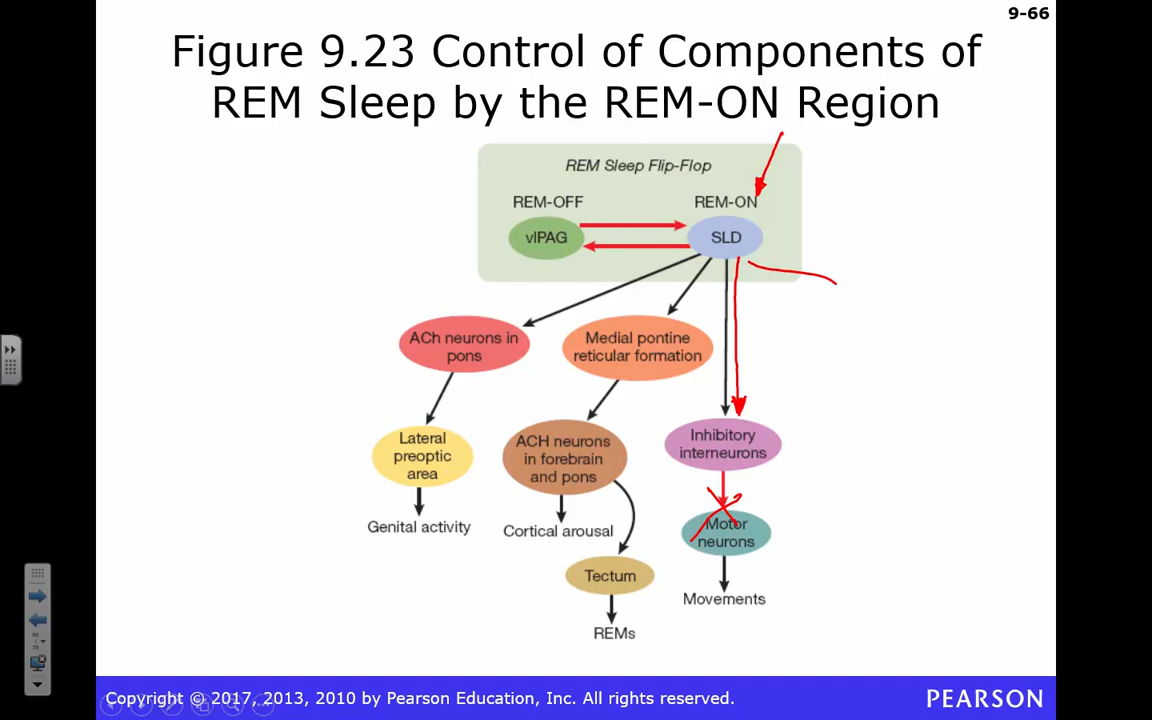 9-66
Figure 9.23 Control of Components of
REM Sleep by the REM-ON Region
REM Sleep Flip-Flop
REM-OFF
REM-ON
vlPAG
SLD
ACh neurons in
pons
Medial pontine
reticular formation
Lateral
preoptic
area
ACH neurons
in forebrain
and pons
Inhibitory
interneurons
Genital activity
Cortical arousal
Motor
neurons
Tectum
Movements
REMs
Copyright © 2017, 2013, 2010 by Pearson Education, Inc. All rights reserved.
PEARSON